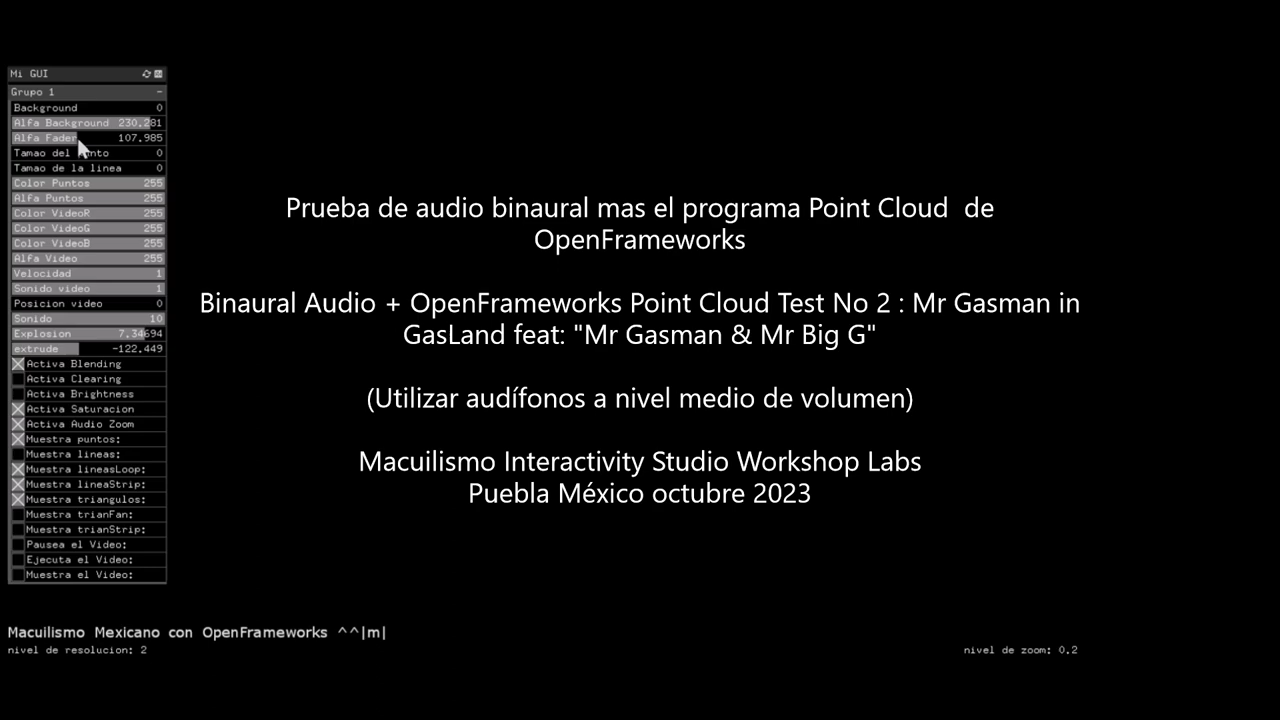 Mi GUI
Grupo 1 -
Background 0
Alfa Background 230.281
Alfa Fader 107.985
Tamao del 0
Tamao de la linea 0
Color Puntos 255
Alfa Puntos 255
Color VideoR 255
Color VideoG 255
Color VideoB 255
Alfa Video 255
Velocidad 1
Sonido video 1
Posicion video 0
Sonido 10
Explosion 7.34694
extrude -122.449
Activa Blending
Activa Clearing
Activa Brightness
Activa Saturacion
Activa Audio Zoom
Muestra puntos:
Muestra lineas:
Muestra lineasLoop:
Muestra lineaStrip:
Muestra triangulos:
Muestra trianFan:
Muestra trianStrip:
Pausea el Video:
Ejecuta el Video:
Muestra el Video:
Prueba de audio binaural mas el programa Point Cloud  de
OpenFrameworks
Binaural Audio + OpenFrameworks Point Cloud Test No 2 : Mr Gasman in
GasLand feat: "Mr Gasman & Mr Big G"
(Utilizar audífonos a nivel medio de volumen)
Macuilismo Interactivity Studio Workshop Labs
Puebla México octubre 2023
Macuilismo Mexicano con OpenFrameworks ^^|m|
nivel de resolucion: 2
nivel de zoom: 0.2